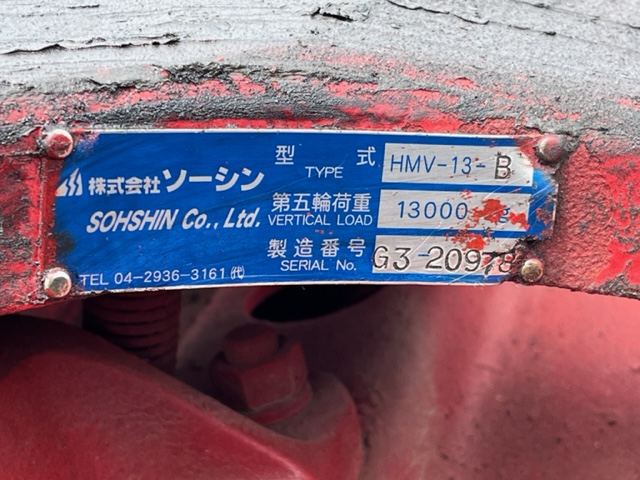 型式 HMV-13-B
TYPE
株式会社ソーシン
第五輪荷重 13000
SOHSHIN Co., Ltd. VERTICAL LOAD
製造番号 G3-20978
SERIAL No.
TEL 04-2936-3161㈹